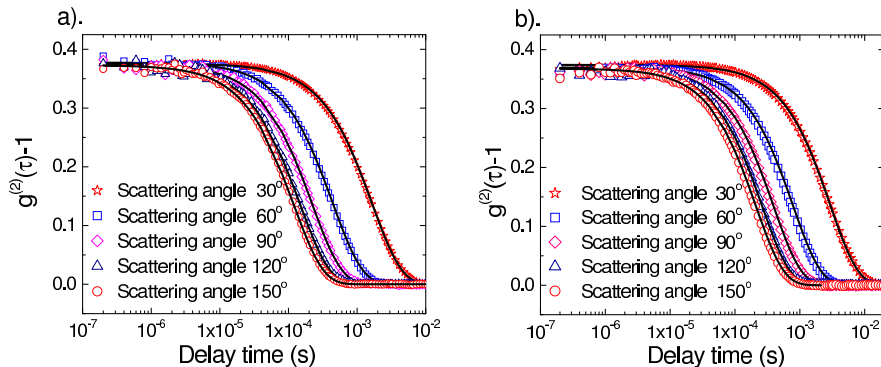 a).
g⁽²⁾(τ)-1
0.4
0.3
0.2
0.1
0.0
Scattering angle 30°
Scattering angle 60°
Scattering angle 90°
Scattering angle 120°
Scattering angle 150°
10⁻⁷ 10⁻⁶ 1x10⁻⁵ 1x10⁻⁴ 10⁻³ 10⁻²
Delay time (s)
b).
g⁽²⁾(τ)-1
0.4
0.3
0.2
0.1
0.0
Scattering angle 30°
Scattering angle 60°
Scattering angle 90°
Scattering angle 120°
Scattering angle 150°
10⁻⁷ 10⁻⁶ 1x10⁻⁵ 1x10⁻⁴ 10⁻³ 10⁻²
Delay time (s)